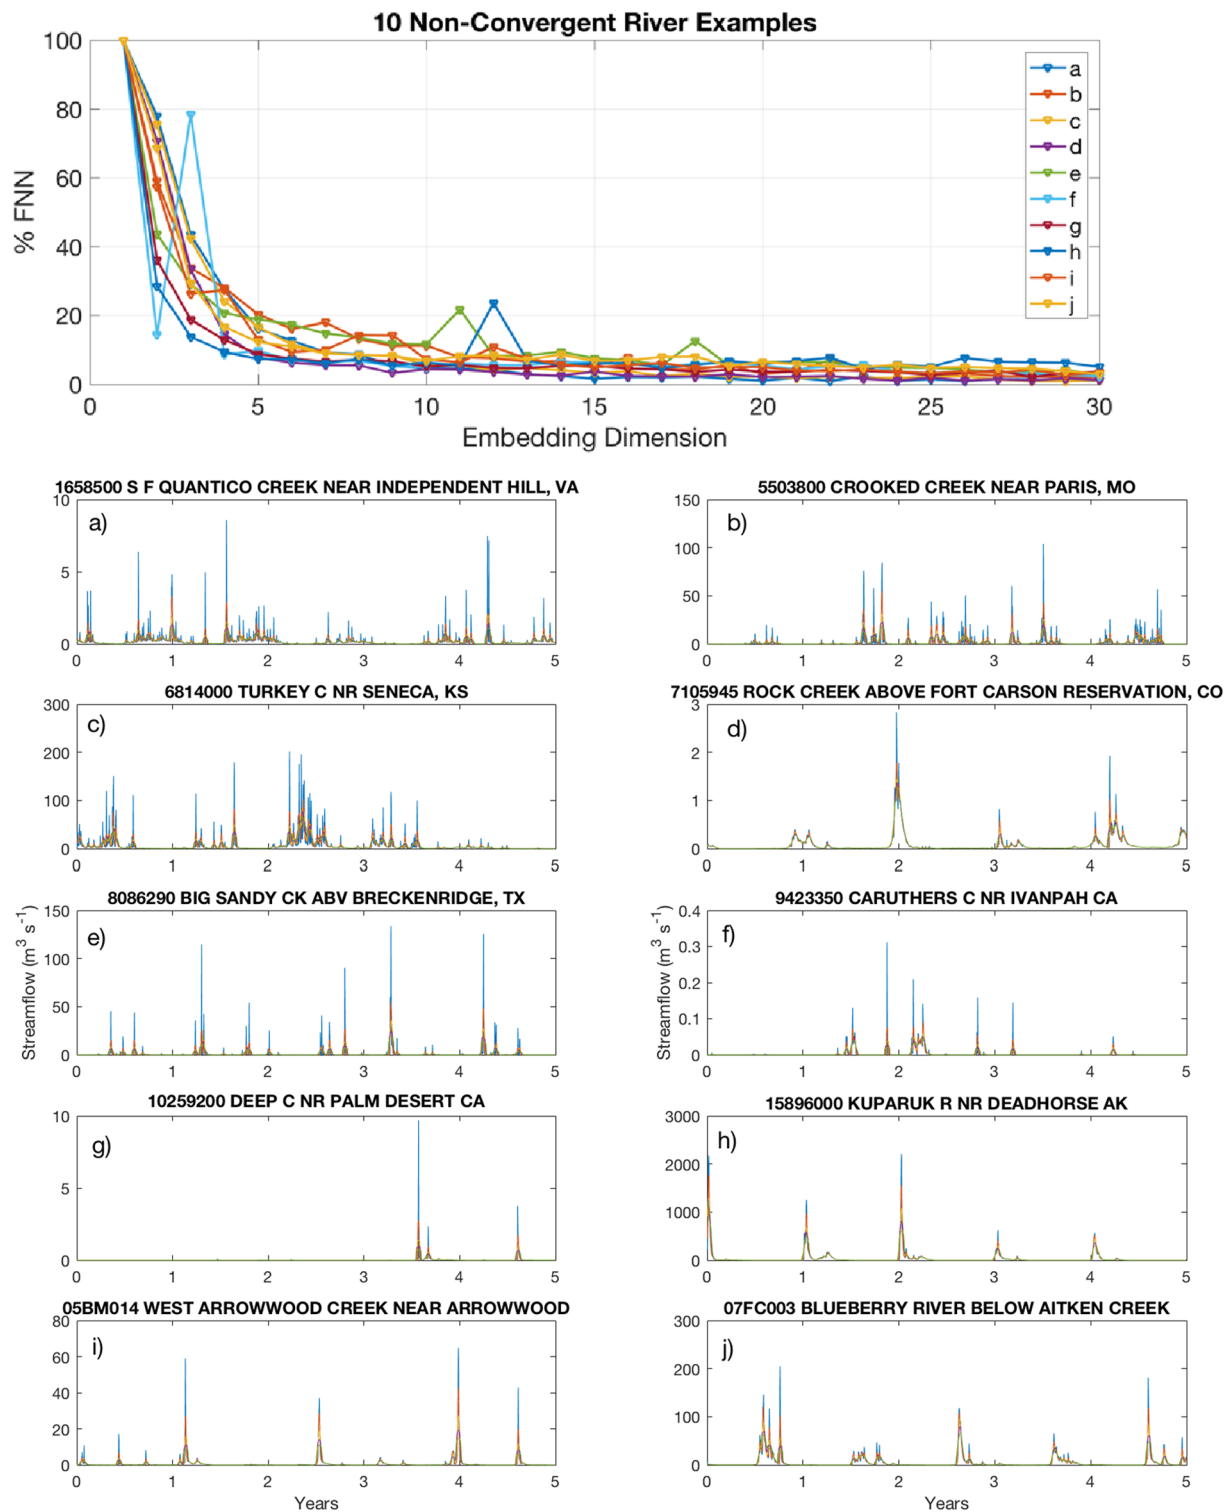 10 Non-Convergent River Examples
100
80
60
40
20
0
% FNN
0 5 10 15 20 25 30
Embedding Dimension
a
b
c
d
e
f
g
h
i
j
1658500 S F QUANTICO CREEK NEAR INDEPENDENT HILL, VA
a)
10
5
0
0 1 2 3 4 5
5503800 CROOKED CREEK NEAR PARIS, MO
b)
150
100
50
0
0 1 2 3 4 5
6814000 TURKEY C NR SENECA, KS
c)
300
200
100
0
0 1 2 3 4 5
7105945 ROCK CREEK ABOVE FORT CARSON RESERVATION, CO
d)
3
2
1
0
0 1 2 3 4 5
8086290 BIG SANDY CK ABV BRECKENRIDGE, TX
e)
150
100
50
0
Streamflow (m³ s⁻¹)
0 1 2 3 4 5
9423350 CARUTHERS C NR IVANPAH CA
f)
0.4
0.3
0.2
0.1
0
Streamflow (m³ s⁻¹)
0 1 2 3 4 5
10259200 DEEP C NR PALM DESERT CA
g)
10
5
0
0 1 2 3 4 5
15896000 KUPARUK R NR DEADHORSE AK
h)
3000
2000
1000
0
0 1 2 3 4 5
05BM014 WEST ARROWWOOD CREEK NEAR ARROWWOOD
i)
80
60
40
20
0
0 1 2 3 4 5
Years
07FC003 BLUEBERRY RIVER BELOW AITKEN CREEK
j)
300
200
100
0
0 1 2 3 4 5
Years